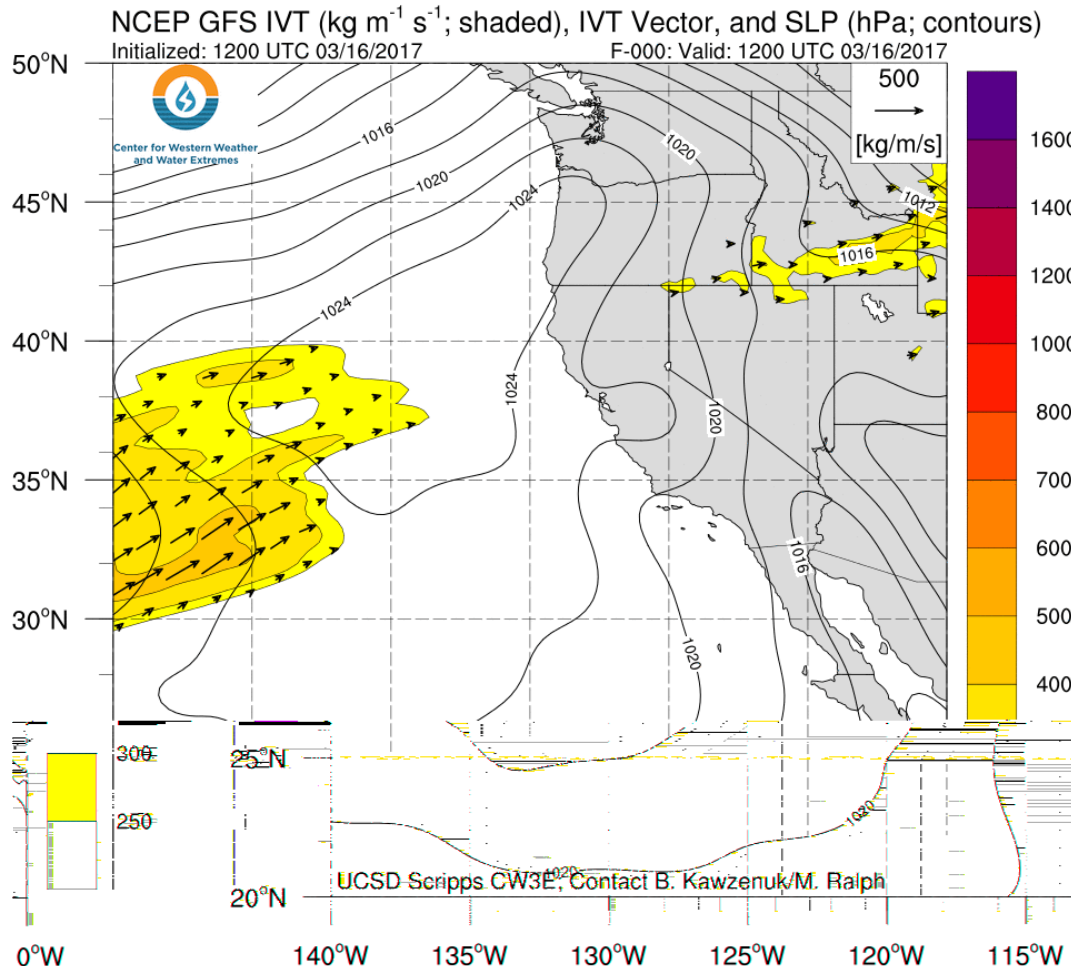 NCEP GFS IVT (kg m⁻¹ s⁻¹; shaded), IVT Vector, and SLP (hPa; contours)
Initialized: 1200 UTC 03/16/2017 F-000: Valid: 1200 UTC 03/16/2017
50°N
500
[kg/m/s]
Center for Western Weather
and Water Extremes
1016
1020
1020
1024
1012
1016
45°N
1024
40°N
1024
1020
35°N
1016
30°N
1020
1600
1400
1200
1000
800
700
600
500
400
300
25°N
250
1020
1020
UCSD Scripps CW3E, Contact B. Kawzenuk/M. Ralph
20°N
0°W 140°W 135°W 130°W 125°W 120°W 115°W